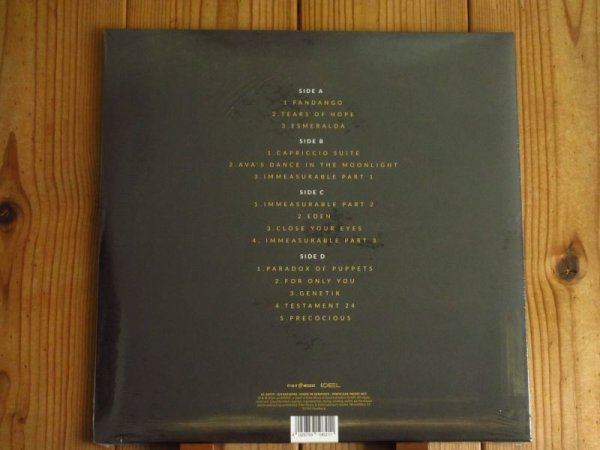 SIDE A
1.FANDANGO
2.TEARS OF HOPE
3.ESMERALDA
SIDE B
1.CAPRICCIO SUITE
2.AVA'S DANCE IN THE MOONLIGHT
3.IMMEASURABLE PART 1
SIDE C
1.IMMEASURABLE PART 2
2.EDEN
3.CLOSE YOUR EYES
4. IMMEASURABLE PART 3
SIDE D
1.PARADOX OF PUPPETS
2.FOR ONLY YOU
3.GENETIK
4.TESTAMENT 24
5.PRECOCIOUS